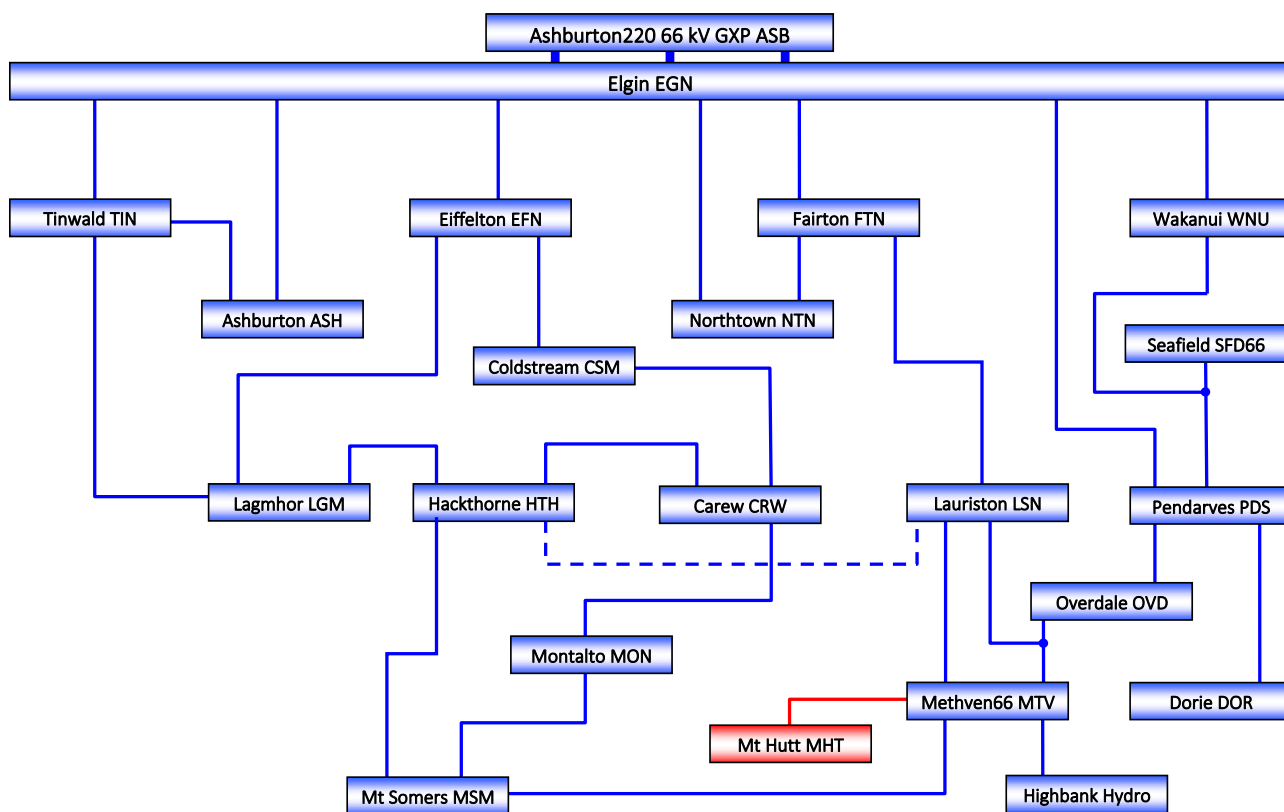 Ashburton220 66 kV GXP ASB
Elgin EGN
Tinwald TIN
Eiffelton EFN
Fairton FTN
Wakanui WNU
Ashburton ASH
Northtown NTN
Seafield SFD66
Coldstream CSM
Lagmhor LGM
Hackthorne HTH
Carew CRW
Lauriston LSN
Pendarves PDS
Overdale OVD
Montalto MON
Methven66 MTV
Dorie DOR
Mt Hutt MHT
Mt Somers MSM
Highbank Hydro